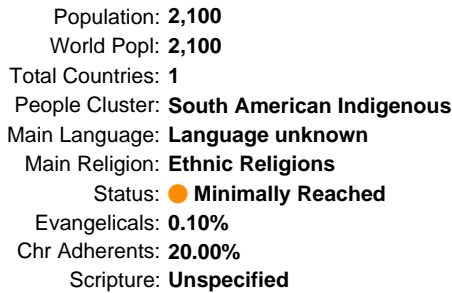 Population: 2,100
World Popl: 2,100
Total Countries: 1
People Cluster: South American Indigenous
Main Language: Language unknown
Main Religion: Ethnic Religions
Status: Minimally Reached
Evangelicals: 0.10%
Chr Adherents: 20.00%
Scripture: Unspecified